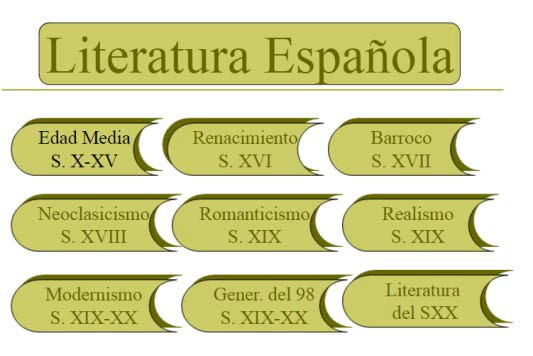 Literatura Española
Edad Media
S. X-XV
Renacimiento
S. XVI
Barroco
S. XVII
Neoclasicismo
S. XVIII
Romanticismo
S. XIX
Realismo
S. XIX
Modernismo
S. XIX-XX
Gener. del 98
S. XIX-XX
Literatura
del SXX